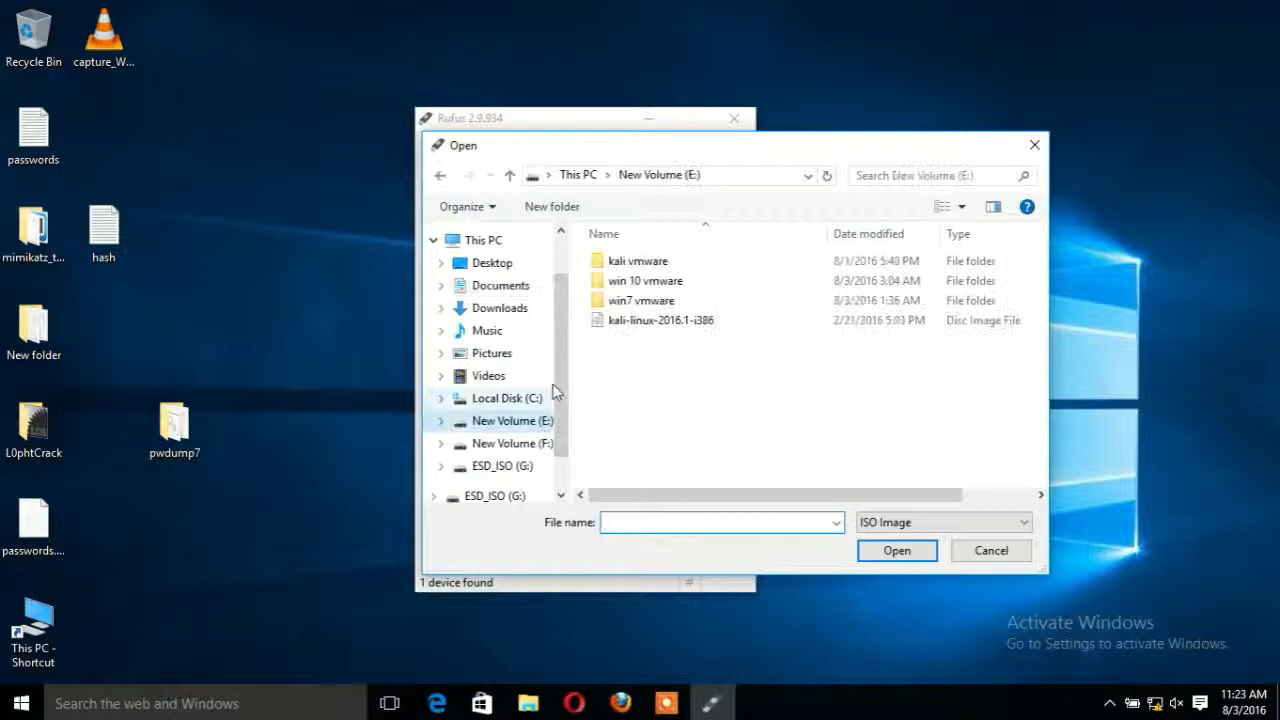 Recycle Bin
capture_W...
passwords
mimikatz_t...
hash
New folder
L0phtCrack
pwdump7
passwords....
This PC -
Shortcut
Rufus 2.9.934
Open
This PC > New Volume (E:)
Search New Volume (E:)
Organize
New folder
This PC
Desktop
Documents
Downloads
Music
Pictures
Videos
Local Disk (C:)
New Volume (E:)
New Volume (F:)
ESD_ISO (G:)
ESD_ISO (G:)
Name Date modified Type
kali vmware 8/1/2016 5:40 PM File folder
win 10 vmware 8/3/2016 3:04 AM File folder
win7 vmware 8/3/2016 1:36 AM File folder
kali-linux-2016.1-i386 2/21/2016 5:03 PM Disc Image File
File name:
ISO Image
Open
Cancel
1 device found
#
Activate Windows
Go to Settings to activate Windows.
Search the web and Windows
11:23 AM
8/3/2016